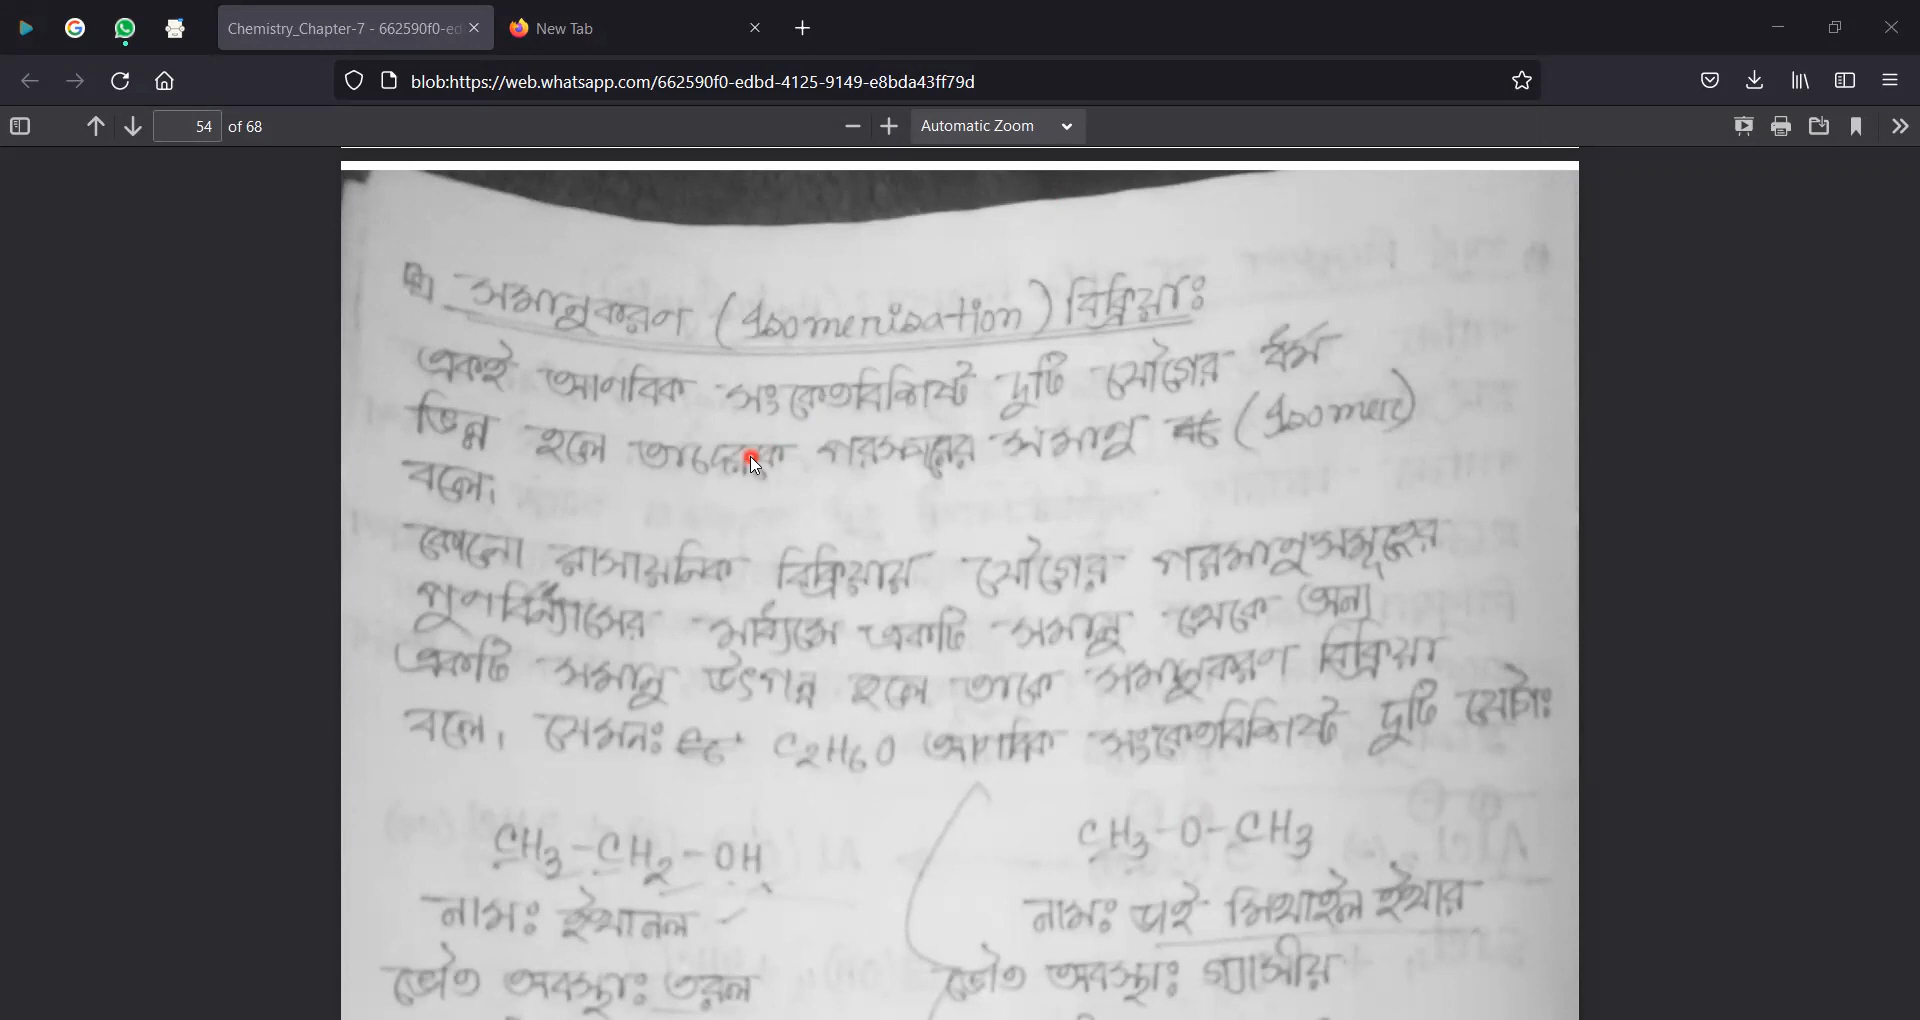 Chemistry_Chapter-7 - 662590f0-ed
New Tab
blob:https://web.whatsapp.com/662590f0-edbd-4125-9149-e8bda43ff79d
54 of 68
Automatic Zoom
সমানুকরণ (Isomerisation) বিক্রিয়াঃ
একই আণবিক সংকেতবিশিষ্ট দুটি যৌগের ধর্ম
ভিন্ন হলে তাদেরকে পরস্পরের সমানু (Isomer)
বলে।
কোনো রাসায়নিক বিক্রিয়ায় যৌগের পরমানুসমূহের
পুণর্বিন্যাসের মাধ্যমে একটি সমানু থেকে অন্য
একটি সমানু উৎপন্ন হলে তাকে সমানুকরণ বিক্রিয়া
বলে। যেমনঃ C2H6O আণবিক সংকেতবিশিষ্ট দুটি যৌগঃ
CH3-CH2-OH
CH3-O-CH3
নামঃ ইথানল
নামঃ ডাই মিথাইল ইথার
ভৌত অবস্থাঃ তরল
ভৌত অবস্থাঃ গ্যাসীয়